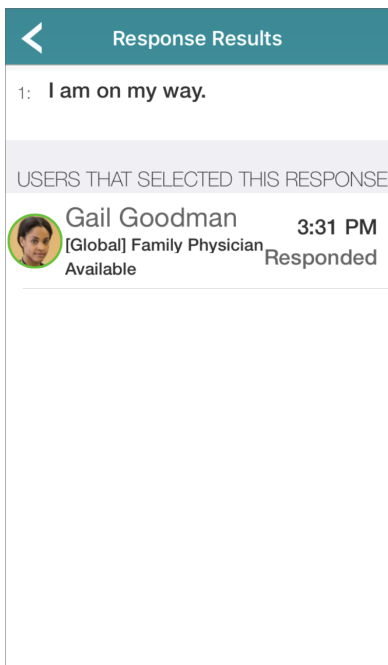 Response Results
1: I am on my way.
USERS THAT SELECTED THIS RESPONSE
Gail Goodman
3:31 PM
[Global] Family Physician
Responded
Available